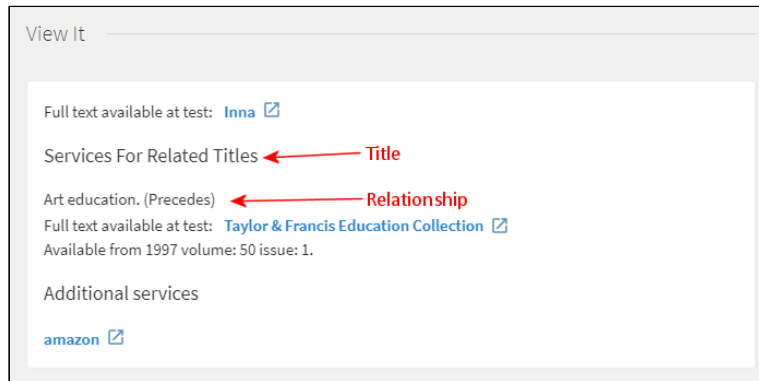 View It
Full text available at test: Inna
Services For Related Titles Title
Art education. (Precedes) Relationship
Full text available at test: Taylor & Francis Education Collection
Available from 1997 volume: 50 issue: 1.
Additional services
amazon